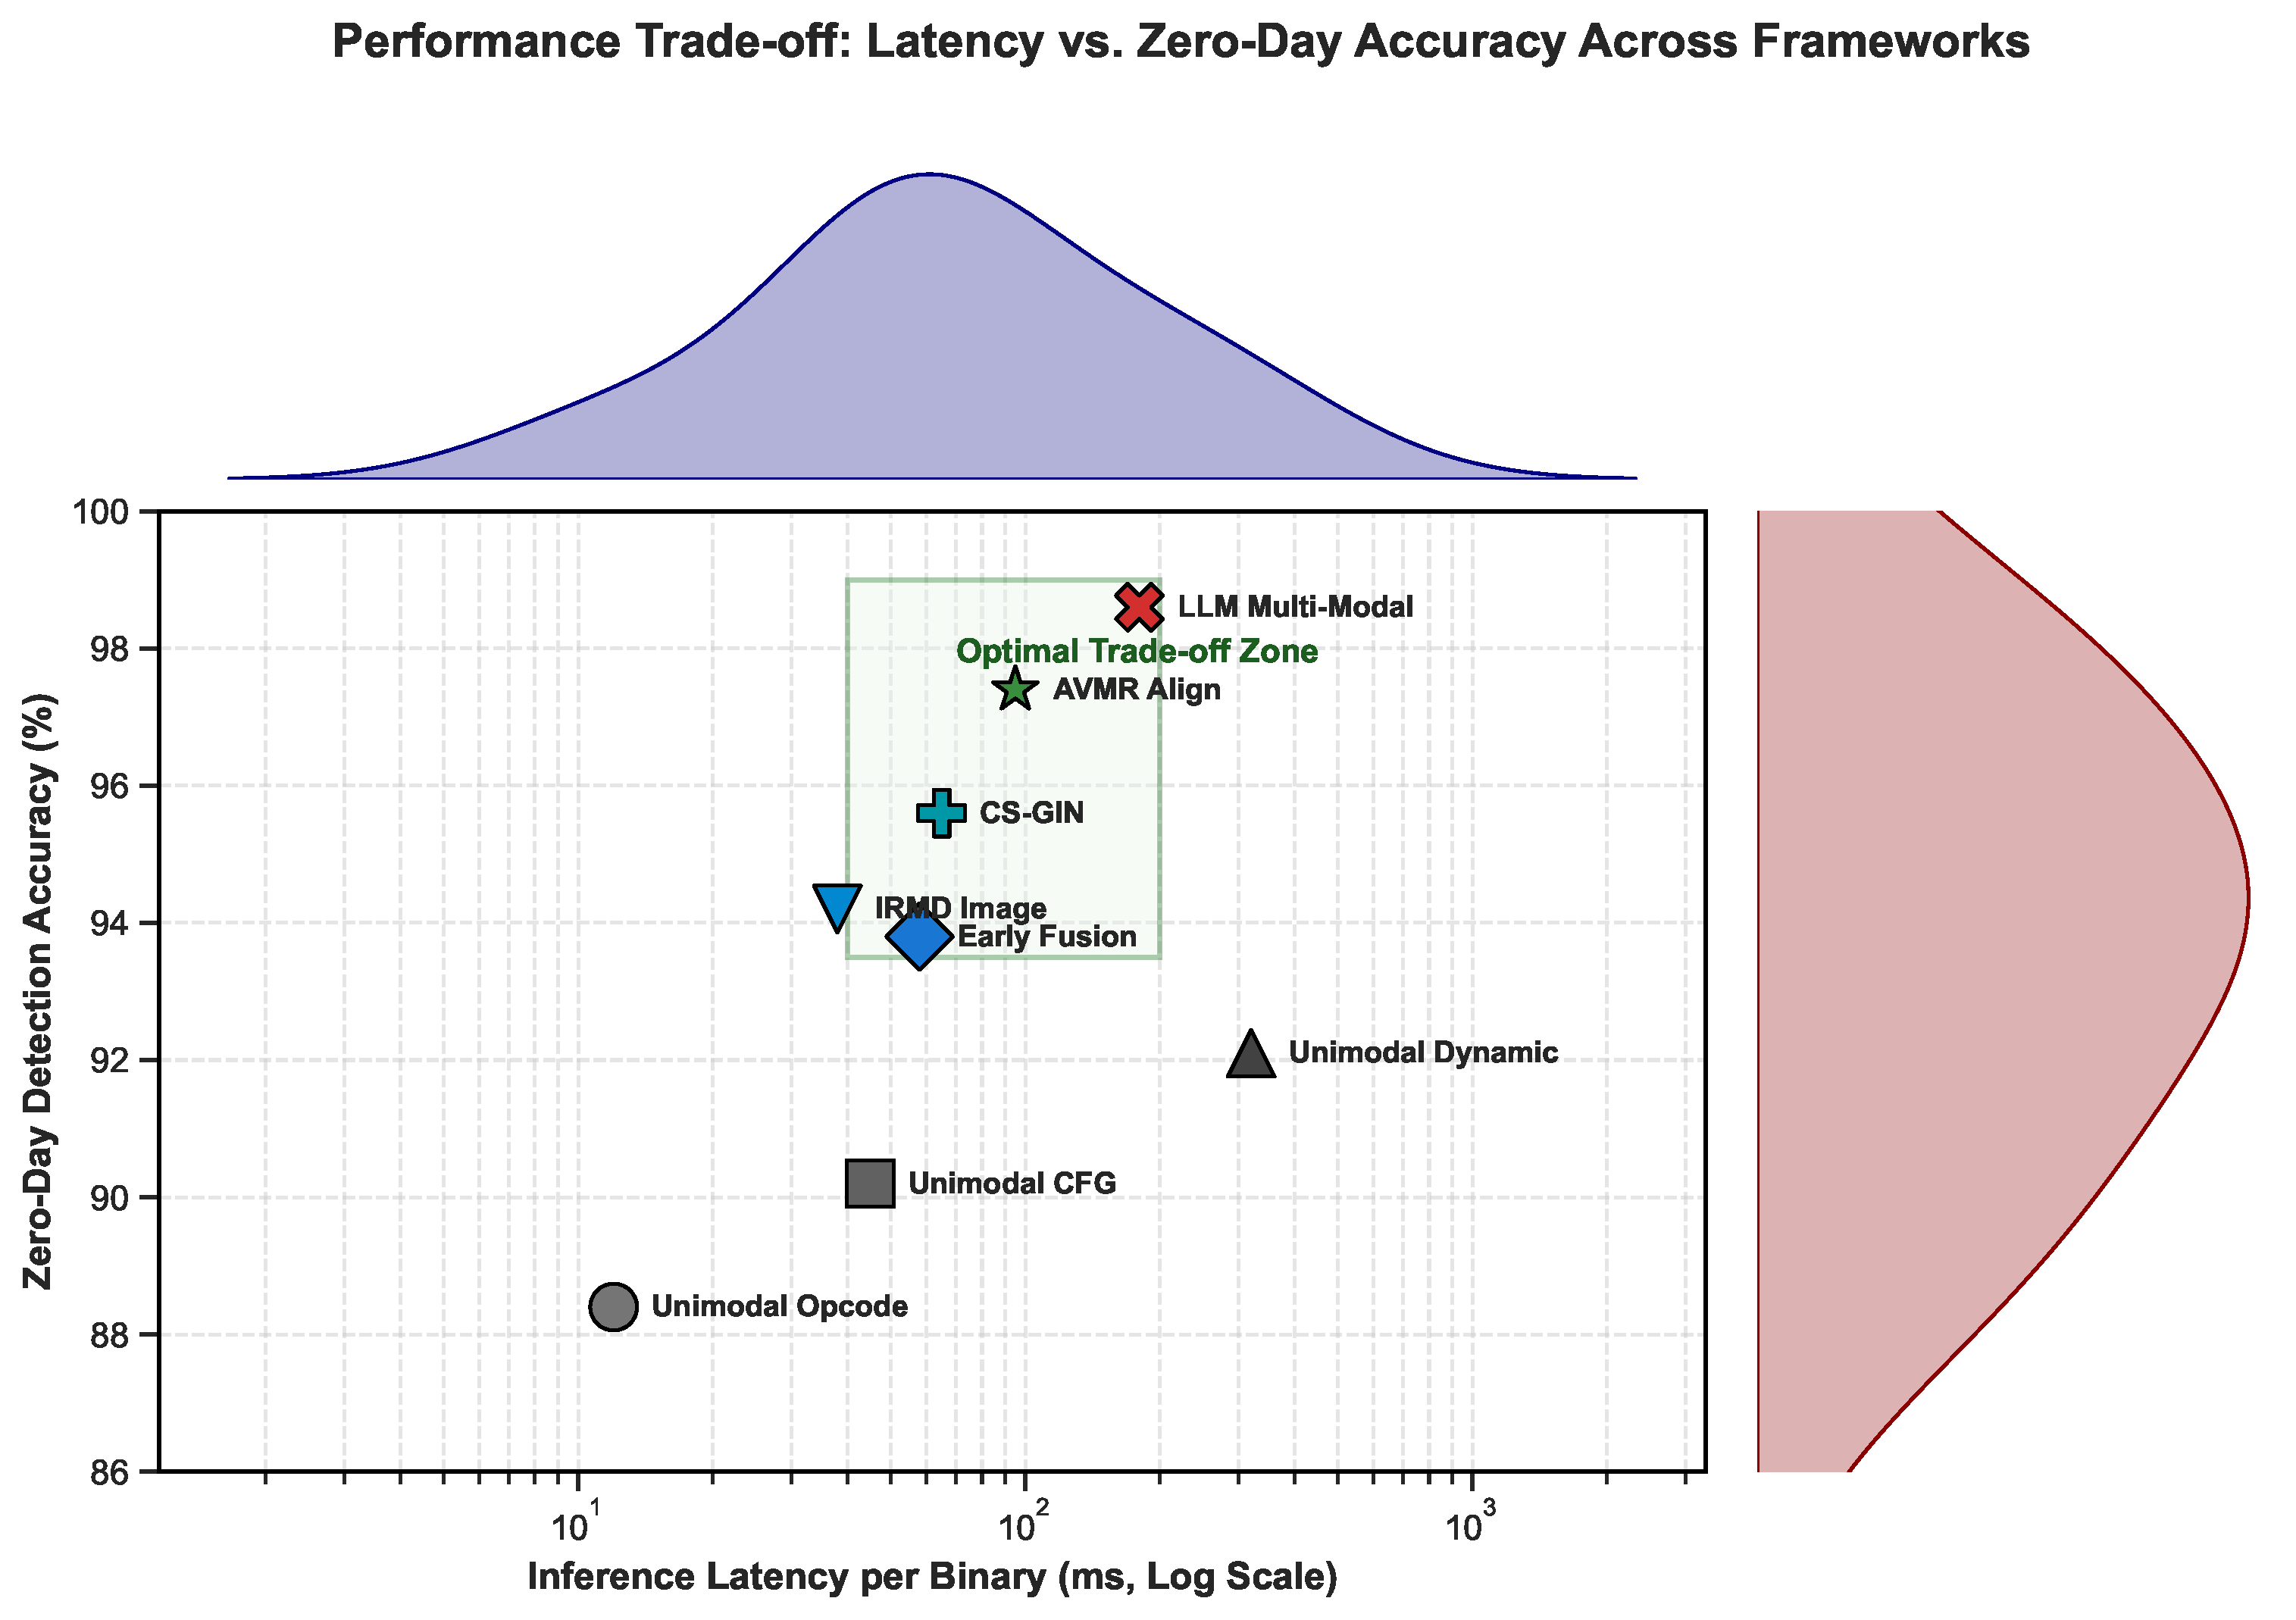 Performance Trade-off: Latency vs. Zero-Day Accuracy Across Frameworks
100
98
96
94
92
90
88
86
Zero-Day Detection Accuracy (%)
LLM Multi-Modal
Optimal Trade-off Zone
AVMR Align
CS-GIN
IRMD Image
Early Fusion
Unimodal Dynamic
Unimodal CFG
Unimodal Opcode
10¹
10²
10³
Inference Latency per Binary (ms, Log Scale)